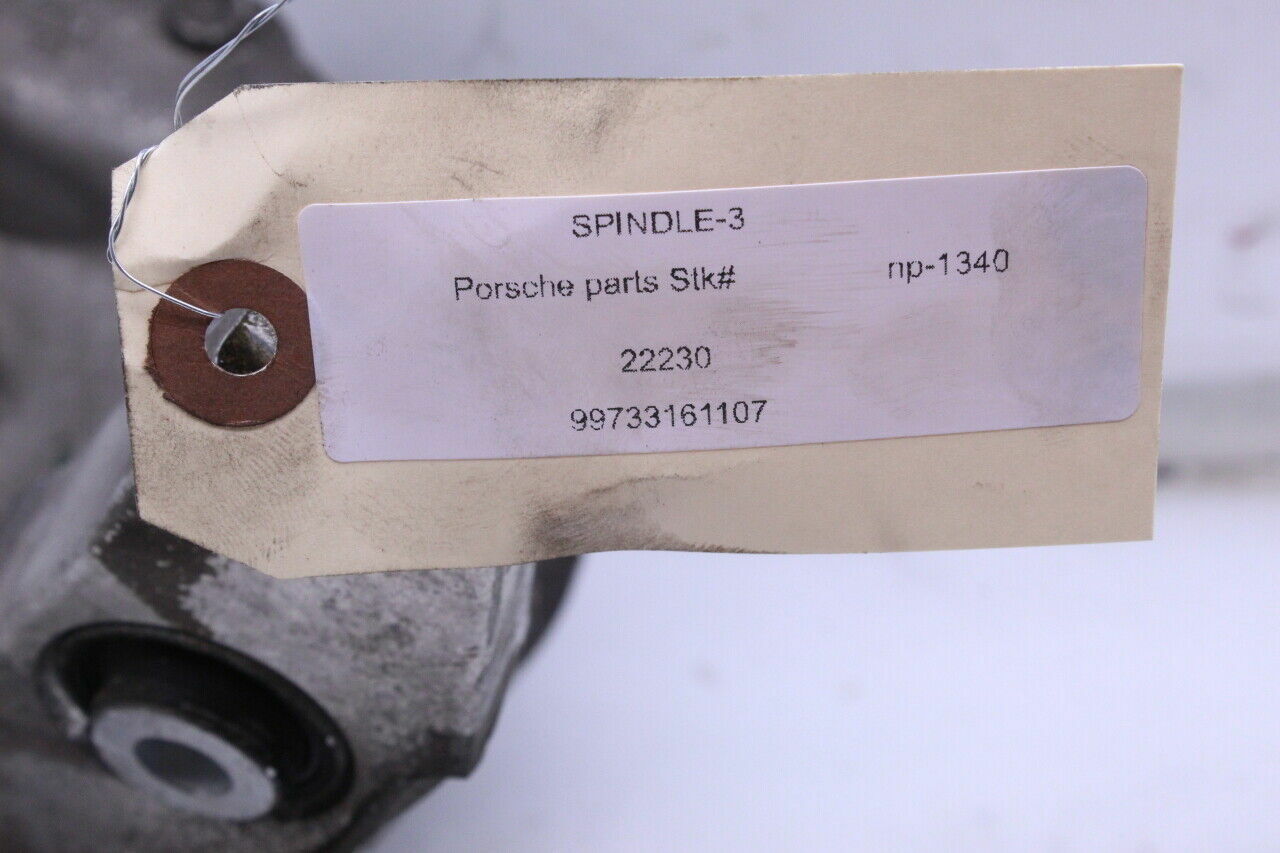 SPINDLE-3
Porsche parts Stk# np-1340
22230
99733161107